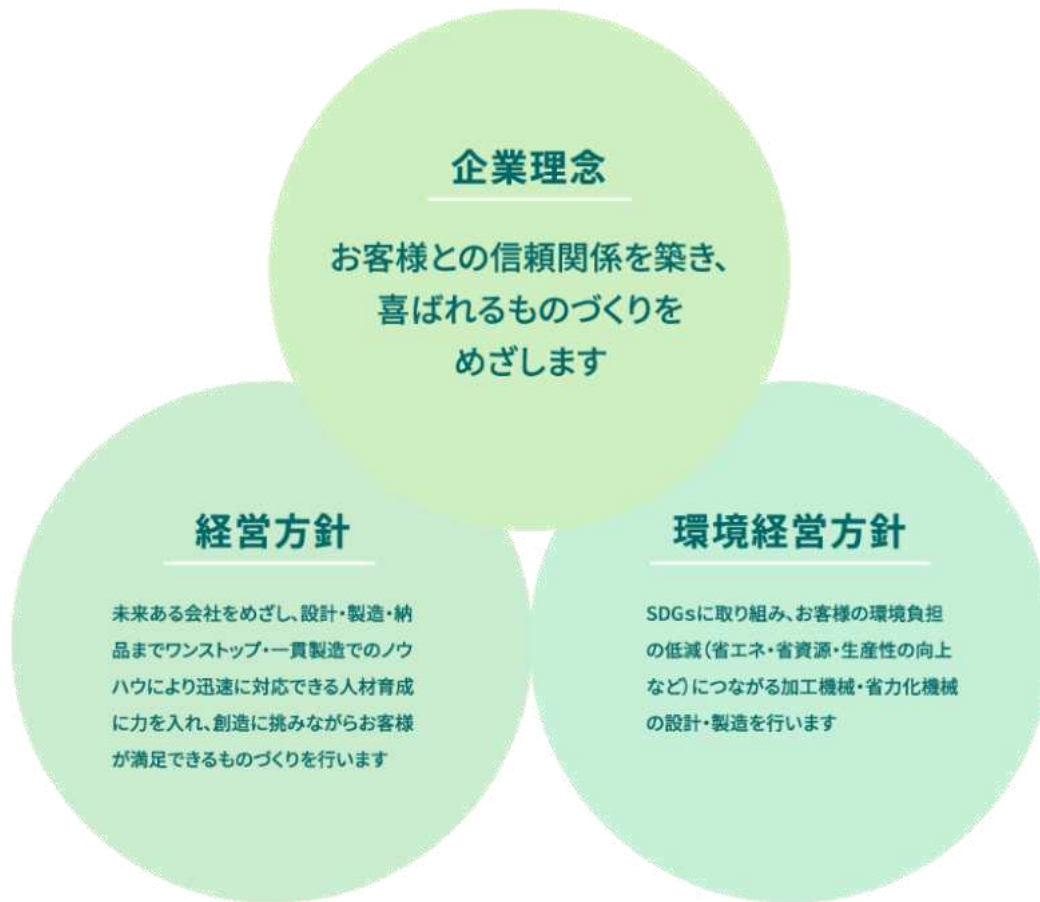 企業理念
お客様との信頼関係を築き、
喜ばれるものづくりを
めざします
経営方針
未来ある会社をめざし、設計・製造・納
品までワンストップ・一貫製造でのノウ
ハウにより迅速に対応できる人材育成
に力を入れ、創造に挑みながらお客様
が満足できるものづくりを行います
環境経営方針
SDGsに取り組み、お客様の環境負担
の低減（省エネ・省資源・生産性の向上
など）につながる加工機械・省力化機械
の設計・製造を行います